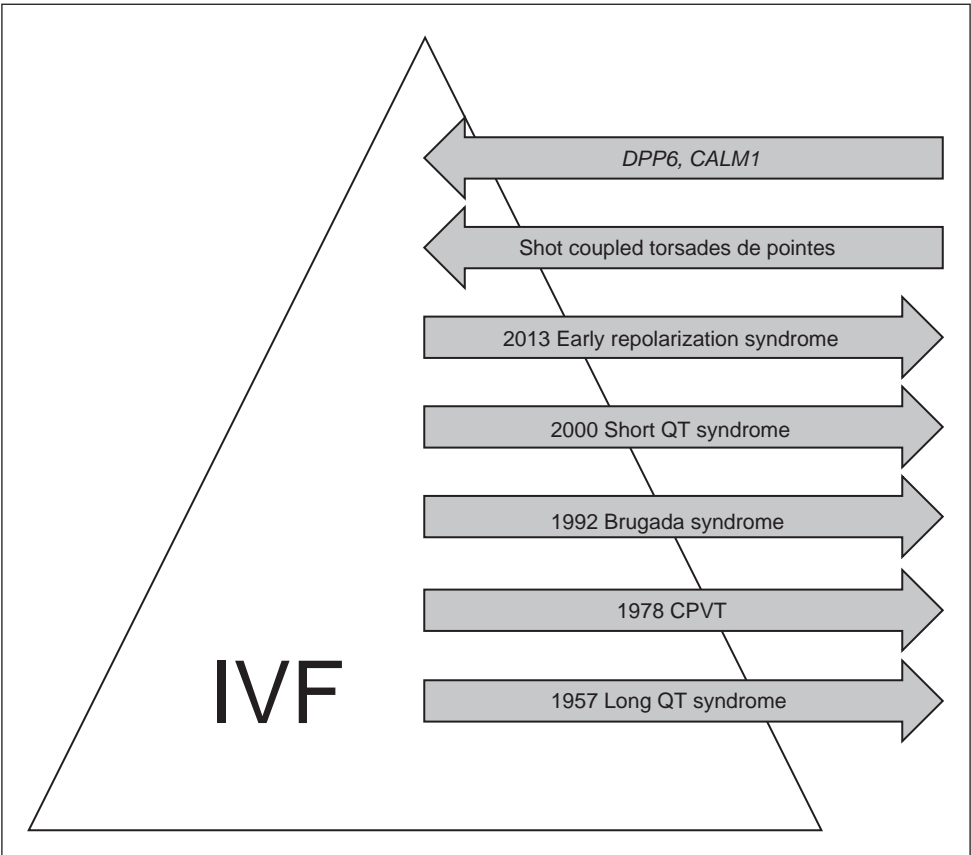 DPP6, CALM1
Shot coupled torsades de pointes
2013 Early repolarization syndrome
2000 Short QT syndrome
1992 Brugada syndrome
1978 CPVT
IVF
1957 Long QT syndrome